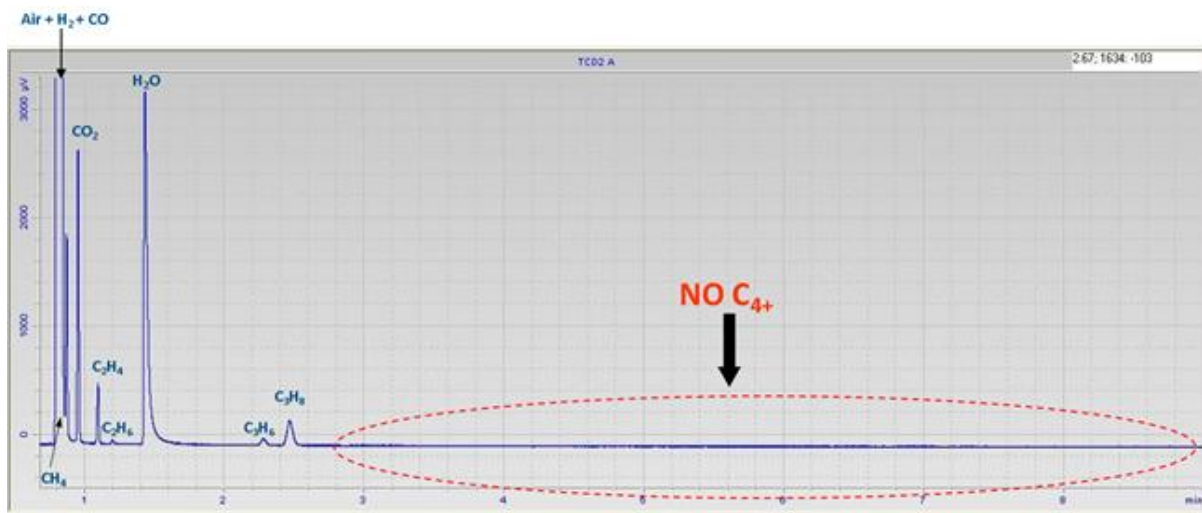 Air + H₂ + CO
TCD2 A
2.67; 1634: -103
3000 µV
H₂O
CO₂
2000
NO C₄₊
1000
C₂H₄
C₃H₈
C₂H₆
C₃H₆
0
CH₄
1 2 3 4 5 6 7 8 min